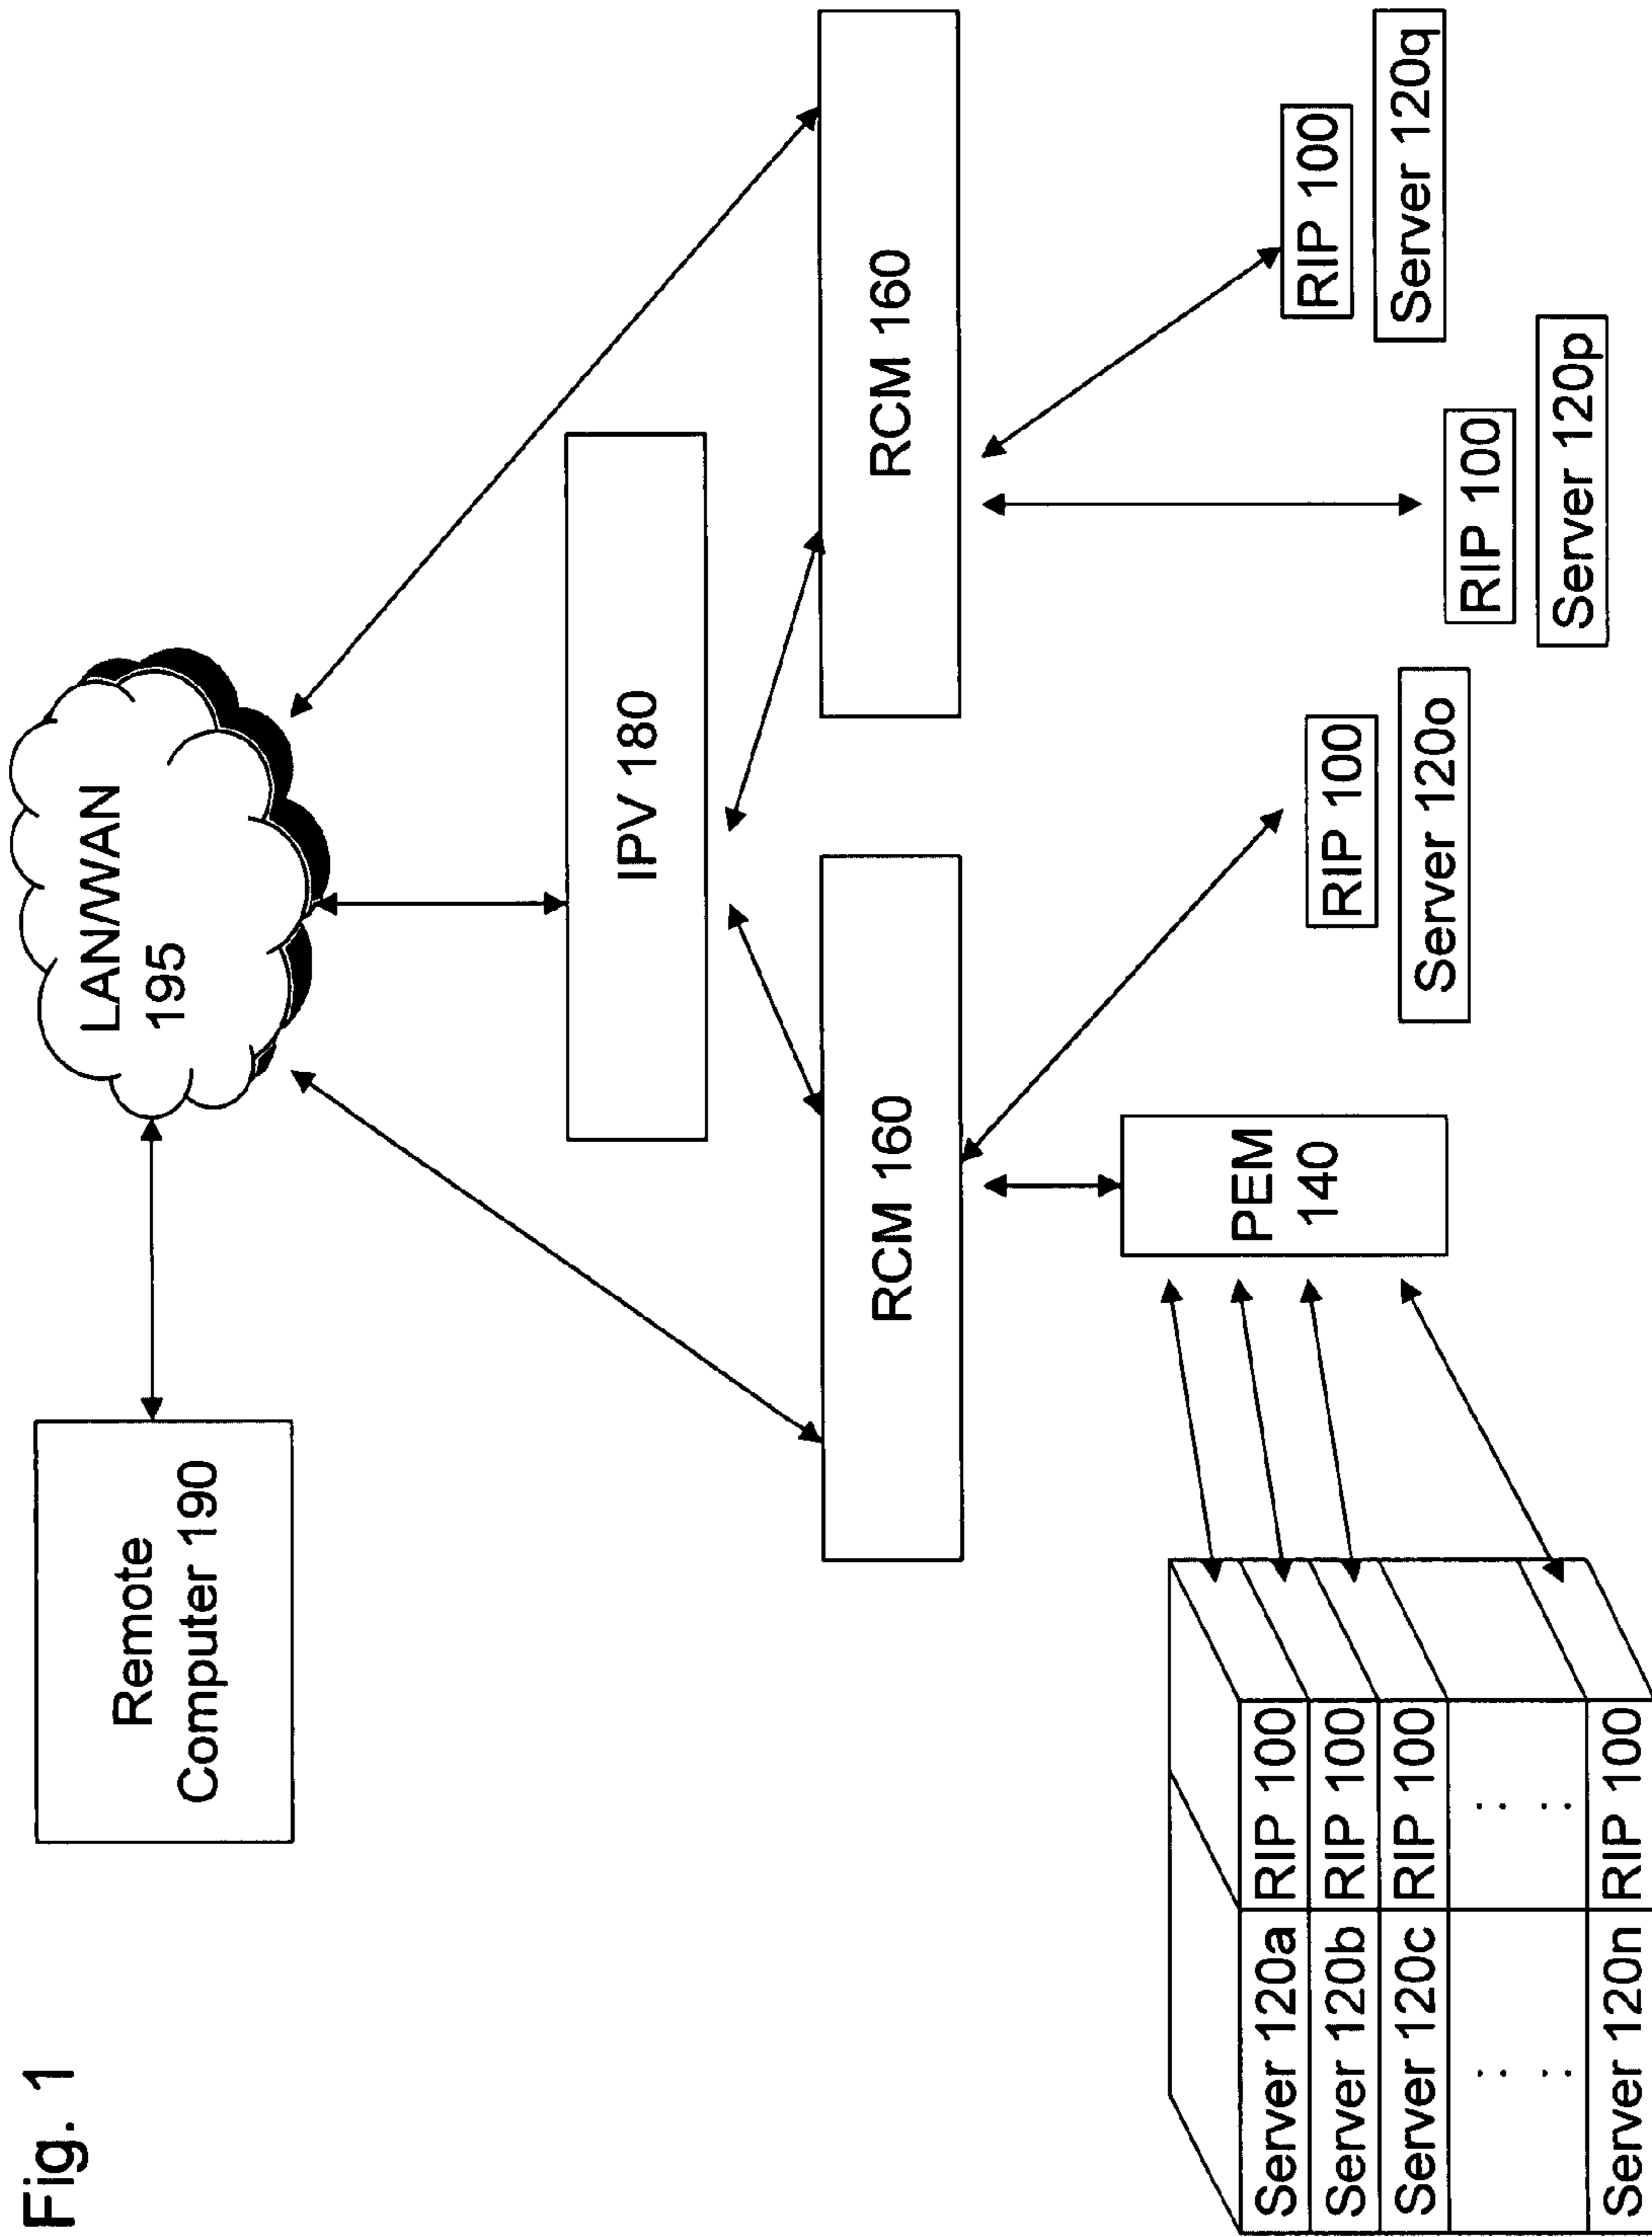 Fig. 1
Remote
Computer 190
LAN/WAN
195
IPV 180
RCM 160
RCM 160
PEM
140
RIP 100
Server 120o
RIP 100
Server 120p
RIP 100
Server 120q
Server 120a RIP 100
Server 120b RIP 100
Server 120c RIP 100
Server 120n RIP 100